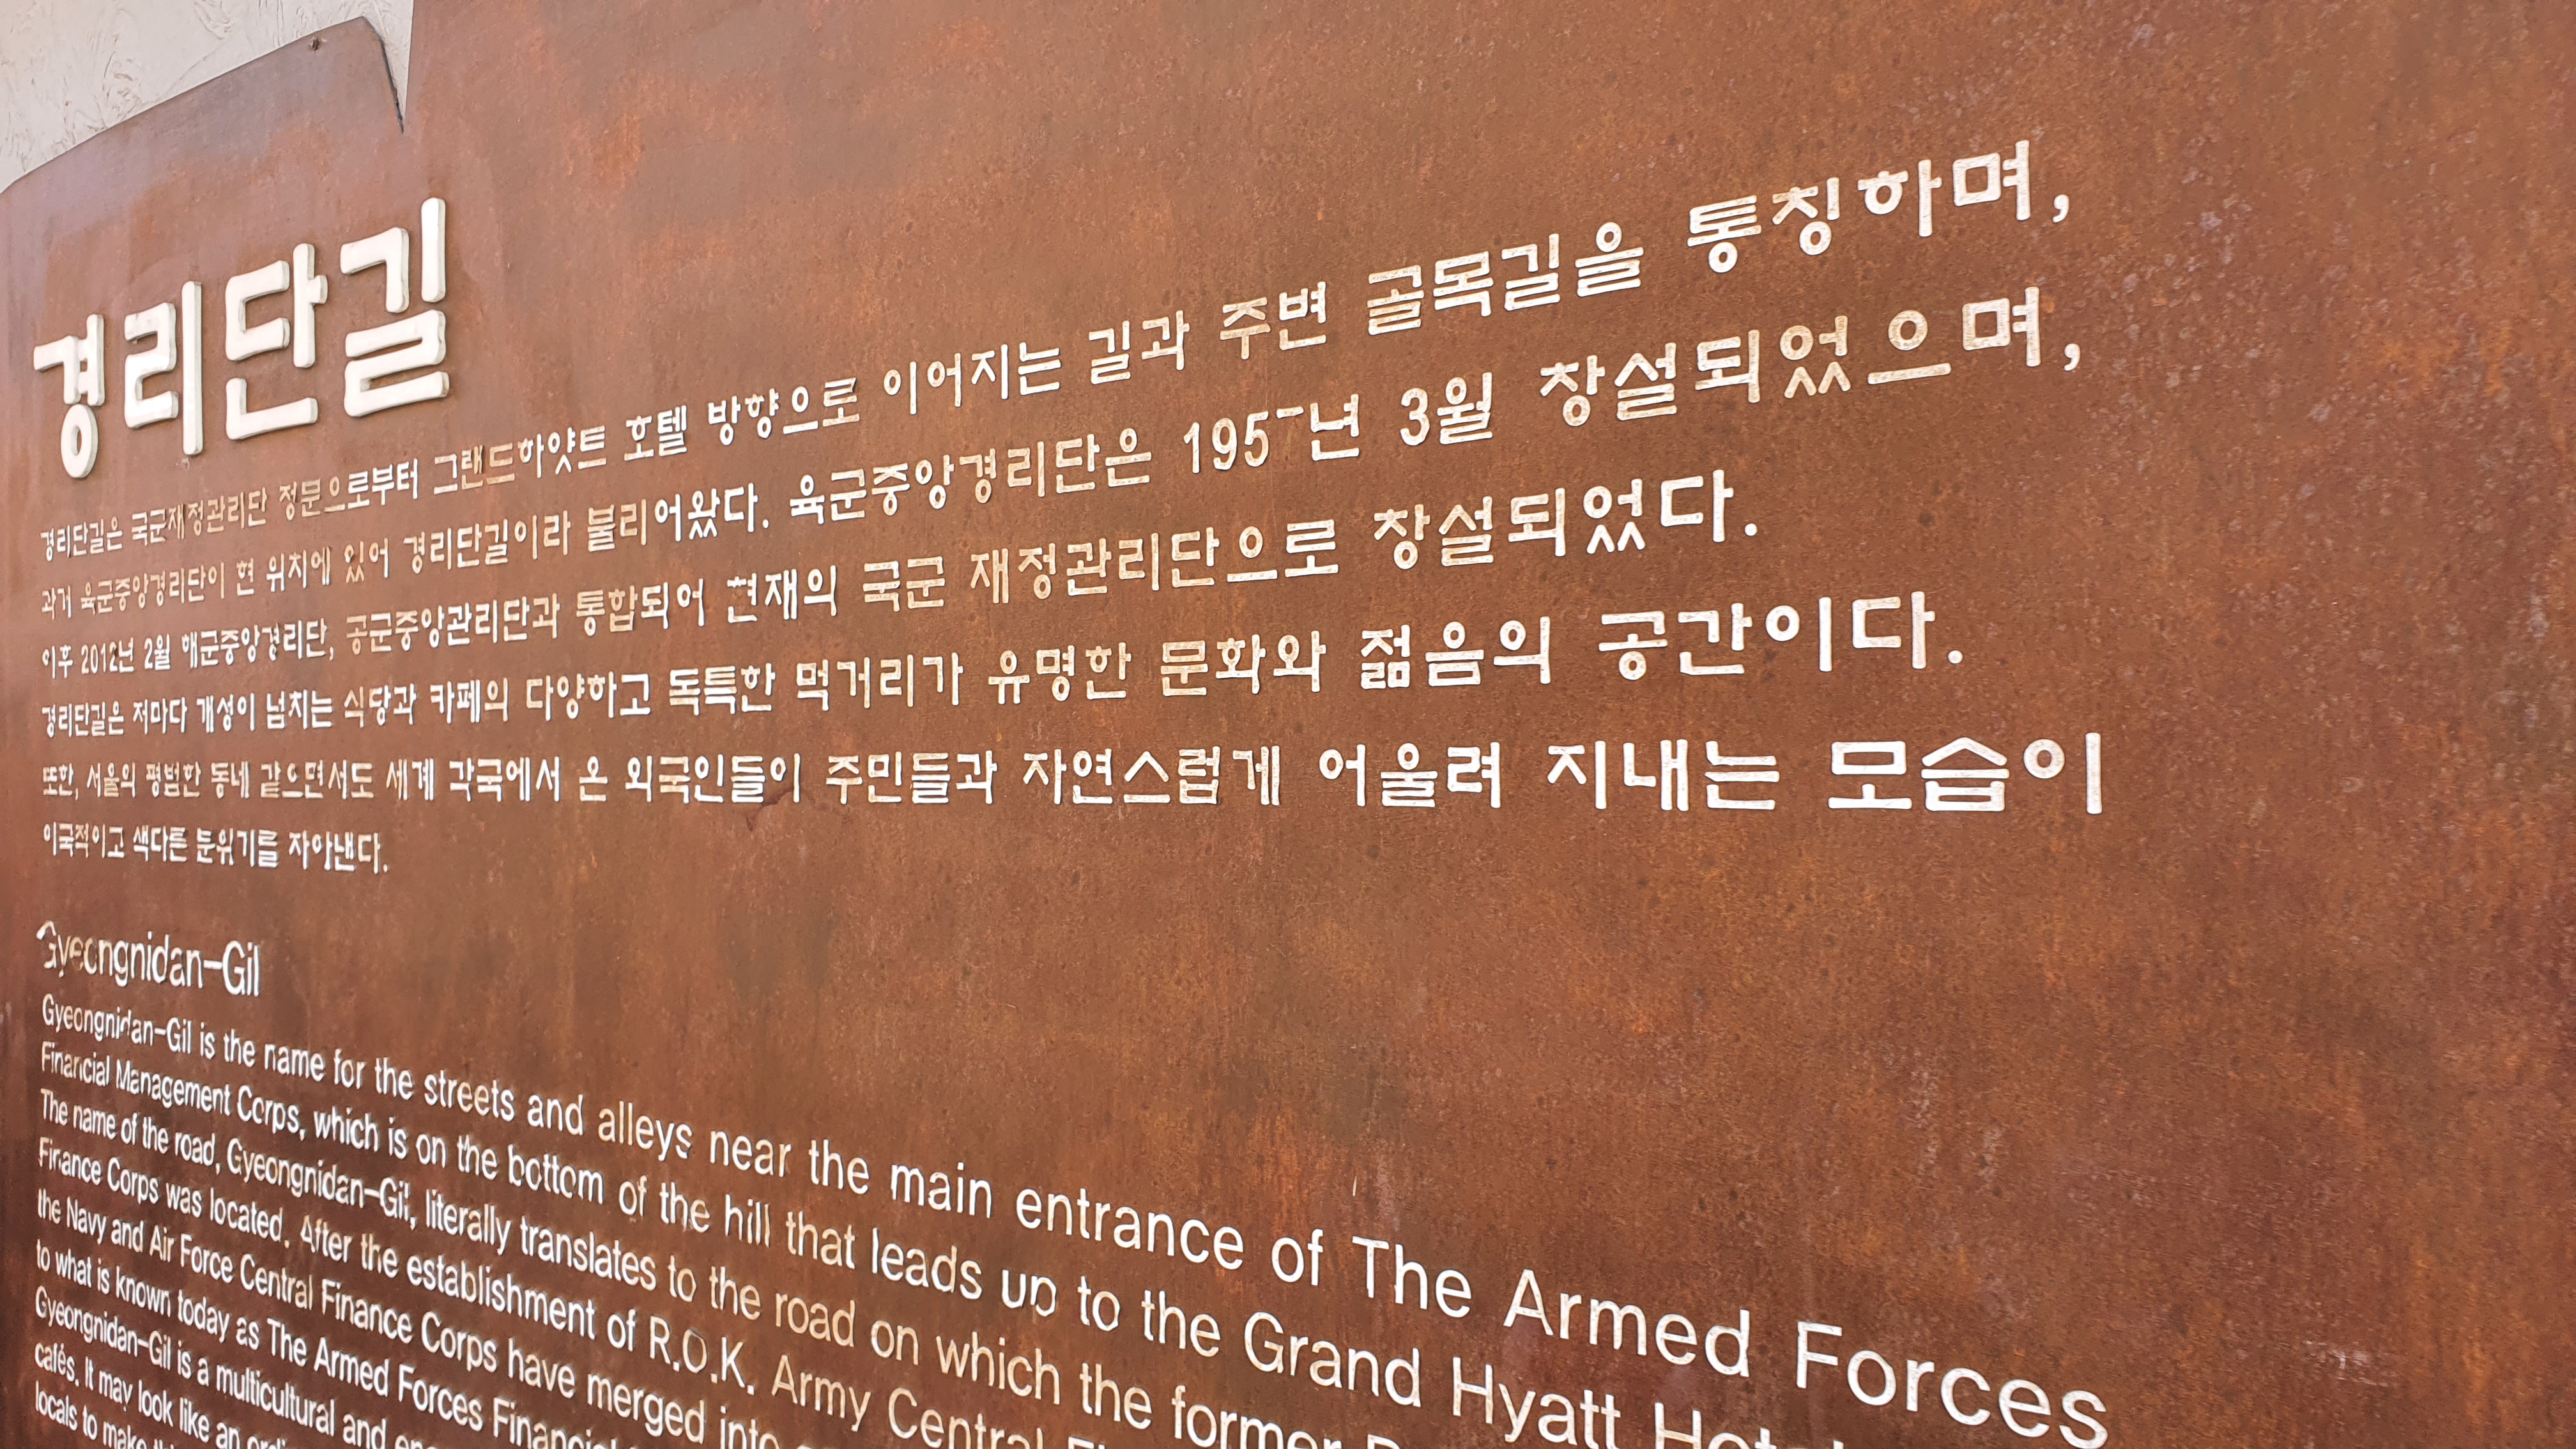 경리단길
경리단길은 국군재정관리단 정문으로부터 그랜드하얏트 호텔 방향으로 이어지는 길과 주변 골목길을 통칭하며,
과거 육군중앙경리단이 현 위치에 있어 경리단길이라 불리어왔다. 육군중앙경리단은 195 년 3월 창설되었으며,
이후 2012년 2월 해군중앙경리단, 공군중앙관리단과 통합되어 현재의 국군 재정관리단으로 창설되었다.
경리단길은 저마다 개성이 넘치는 식당과 카페의 다양하고 독특한 먹거리가 유명한 문화와 젊음의 공간이다.
또한, 서울의 평범한 동네 같으면서도 세계 각국에서 온 외국인들이 주민들과 자연스럽게 어울려 지내는 모습이
이국적이고 색다른 분위기를 자아낸다.
Gyeongnidan-Gil
Gyeongnidan-Gil is the name for the streets and alleys near the main entrance of The Armed Forces
Financial Management Corps, which is on the bottom of the hill that leads up to the Grand Hyatt
The name of the road, Gyeongnidan-Gil, literally translates to the road on which the former
Finance Corps was located. After the establishment of R.O.K. Army Central
the Navy and Air Force Central Finance Corps have merged into
to what is known today as The Armed Forces
Gyeongnidan-Gil is a multicultural and
cafés. It may look like an
locals to make